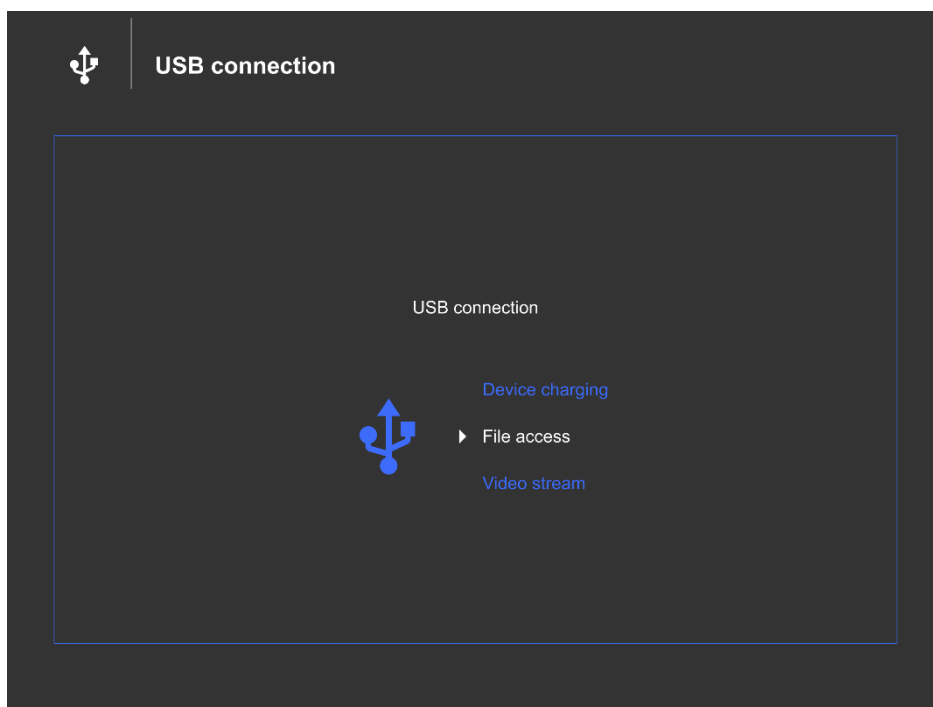 USB connection
USB connection
Device charging
File access
Video stream